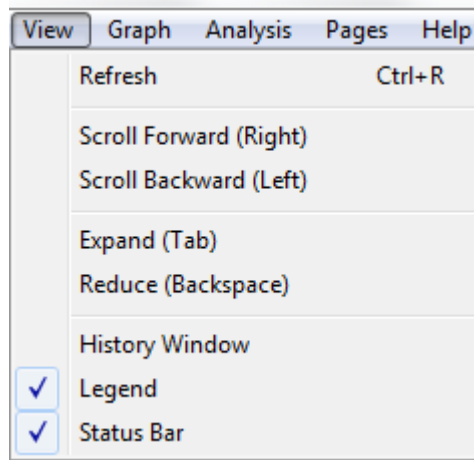 View Graph Analysis Pages Help
Refresh Ctrl+R
Scroll Forward (Right)
Scroll Backward (Left)
Expand (Tab)
Reduce (Backspace)
History Window
Legend
Status Bar